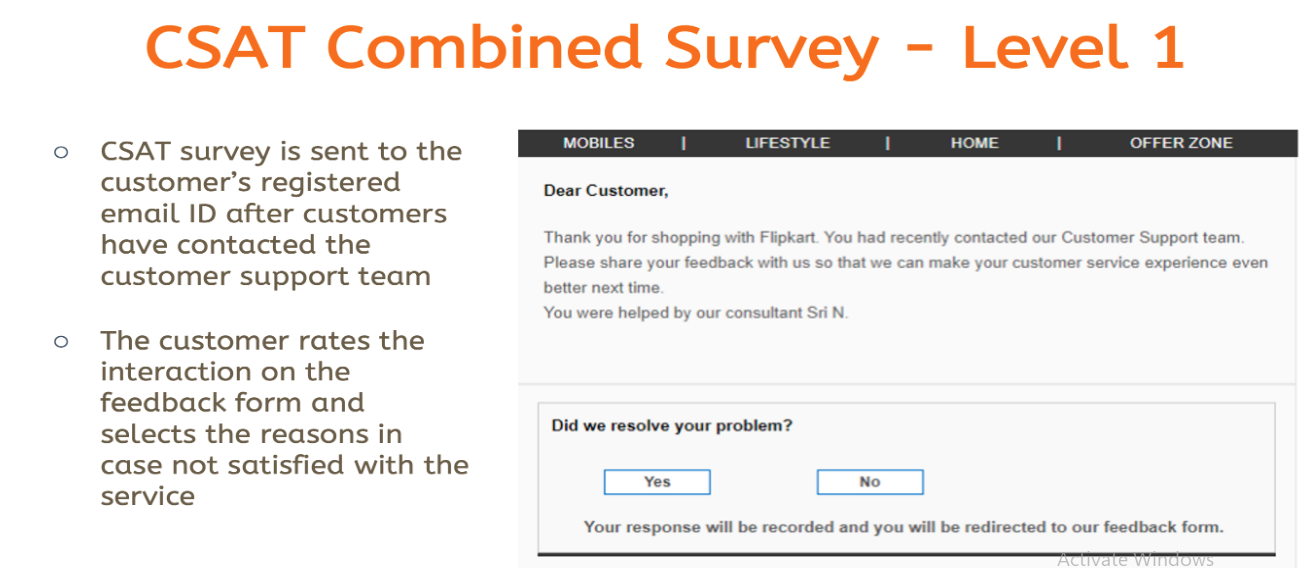 CSAT Combined Survey - Level 1
○ CSAT survey is sent to the
customer's registered
email ID after customers
have contacted the
customer support team
○ The customer rates the
interaction on the
feedback form and
selects the reasons in
case not satisfied with the
service
MOBILES | LIFESTYLE | HOME | OFFER ZONE
Dear Customer,
Thank you for shopping with Flipkart. You had recently contacted our Customer Support team.
Please share your feedback with us so that we can make your customer service experience even
better next time.
You were helped by our consultant Sri N.
Did we resolve your problem?
Yes No
Your response will be recorded and you will be redirected to our feedback form.
Activate Windows